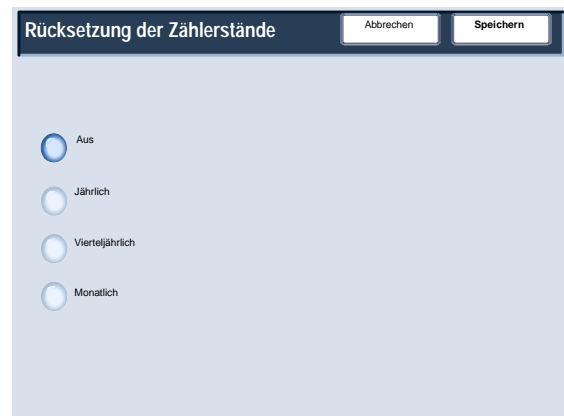 Rücksetzung der Zählerstände
Abbrechen
Speichern
Aus
Jährlich
Vierteljährlich
Monatlich